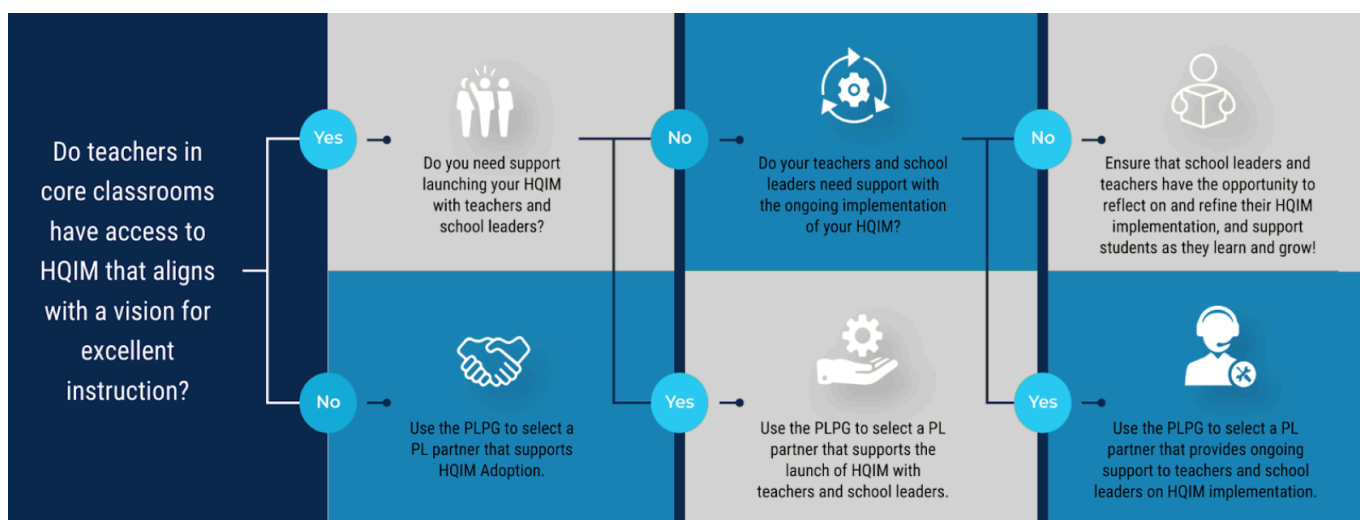 Do teachers in
core classrooms
have access to
HQIM that aligns
with a vision for
excellent
instruction?
Yes
Do you need support
launching your HQIM
with teachers and
school leaders?
No
Do your teachers and school
leaders need support with
the ongoing implementation
of your HQIM?
No
Ensure that school leaders and
teachers have the opportunity to
reflect on and refine their HQIM
implementation, and support
students as they learn and grow!
No
Use the PLPG to select a
PL partner that supports
HQIM Adoption.
Yes
Use the PLPG to select a PL
partner that supports the
launch of HQIM with
teachers and school leaders.
Yes
Use the PLPG to select a PL
partner that provides ongoing
support to teachers and school
leaders on HQIM implementation.